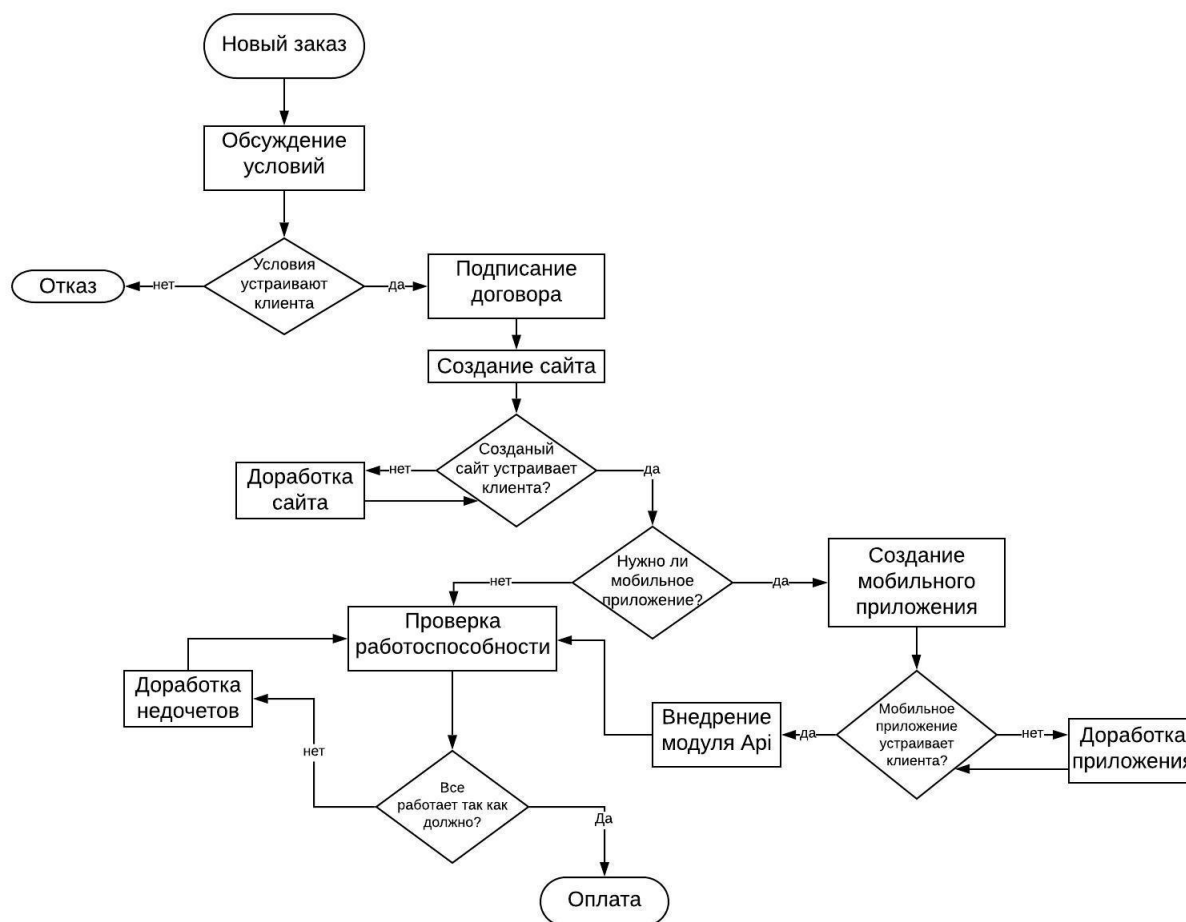 Новый заказ
Обсуждение
условий
Условия
устраивают
клиента
нет
Отказ
да
Подписание
договора
Создание сайта
Созданый
сайт устраивает
клиента?
нет
Доработка
сайта
да
Нужно ли
мобильное
приложение?
нет
да
Создание
мобильного
приложения
Проверка
работоспособности
Доработка
недочетов
Внедрение
модуля Api
да
Мобильное
приложение
устраивает
клиента?
нет
Доработка
приложения
нет
Все
работает так как
должно?
Да
Оплата